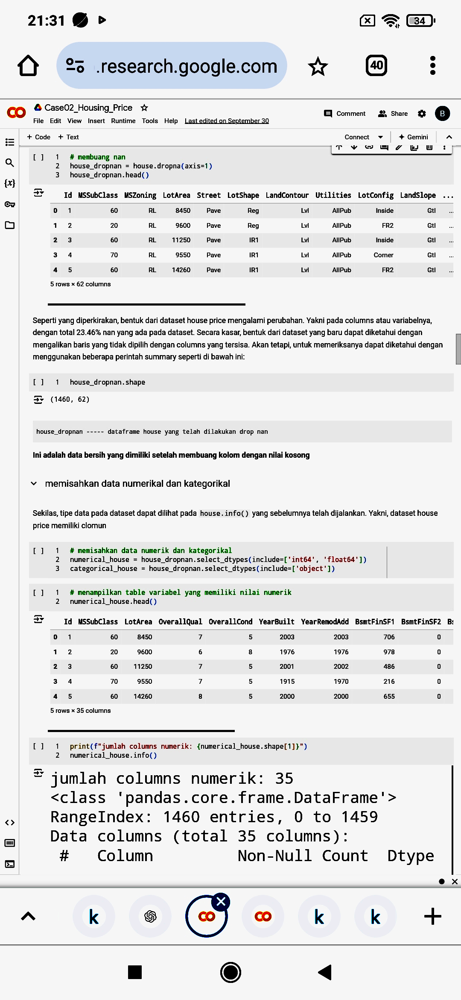 21:31
34
.research.google.com
40
Case02_Housing_Price
Comment
Share
B
File Edit View Insert Runtime Tools Help Last edited on September 30
+ Code + Text
Connect
Gemini
[ ] 1 # membuang nan
2 house_dropnan = house.dropna(axis=1)
3 house_dropnan.head()
Id MSSubClass MSZoning LotArea Street LotShape LandContour Utilities LotConfig LandSlope ...
0 1 60 RL 8450 Pave Reg Lvl AllPub Inside Gtl ...
1 2 20 RL 9600 Pave Reg Lvl AllPub FR2 Gtl ...
2 3 60 RL 11250 Pave IR1 Lvl AllPub Inside Gtl ...
3 4 70 RL 9550 Pave IR1 Lvl AllPub Corner Gtl ...
4 5 60 RL 14260 Pave IR1 Lvl AllPub FR2 Gtl ...
5 rows × 62 columns
Seperti yang diperkirakan, bentuk dari dataset house price mengalami perubahan. Yakni pada columns atau variabelnya,
dengan total 23.46% nan yang ada pada dataset. Secara kasar, bentuk dari dataset yang baru dapat diketahui dengan
mengalikan baris yang tidak dipilih dengan columns yang tersisa. Akan tetapi, untuk memeriksanya dapat diketahui dengan
menggunakan beberapa perintah summary seperti di bawah ini:
[ ] 1 house_dropnan.shape
(1460, 62)
house_dropnan ----- dataframe house yang telah dilakukan drop nan
Ini adalah data bersih yang dimiliki setelah membuang kolom dengan nilai kosong
memisahkan data numerikal dan kategorikal
Sekilas, tipe data pada dataset dapat dilihat pada house.info() yang sebelumnya telah dijalankan. Yakni, dataset house
price memiliki clomun
[ ] 1 # memisahkan data numerik dan kategorikal
2 numerical_house = house_dropnan.select_dtypes(include=['int64', 'float64'])
3 categorical_house = house_dropnan.select_dtypes(include=['object'])
[ ] 1 # menampilkan table variabel yang memiliki nilai numerik
2 numerical_house.head()
Id MSSubClass LotArea OverallQual OverallCond YearBuilt YearRemodAdd BsmtFinSF1 BsmtFinSF2 Bs
0 1 60 8450 7 5 2003 2003 706 0
1 2 20 9600 6 8 1976 1976 978 0
2 3 60 11250 7 5 2001 2002 486 0
3 4 70 9550 7 5 1915 1970 216 0
4 5 60 14260 8 5 2000 2000 655 0
5 rows × 35 columns
[ ] 1 print(f"jumlah columns numerik: {numerical_house.shape[1]}")
2 numerical_house.info()
jumlah columns numerik: 35
<class 'pandas.core.frame.DataFrame'>
RangeIndex: 1460 entries, 0 to 1459
Data columns (total 35 columns):
# Column Non-Null Count Dtype
k
k
k